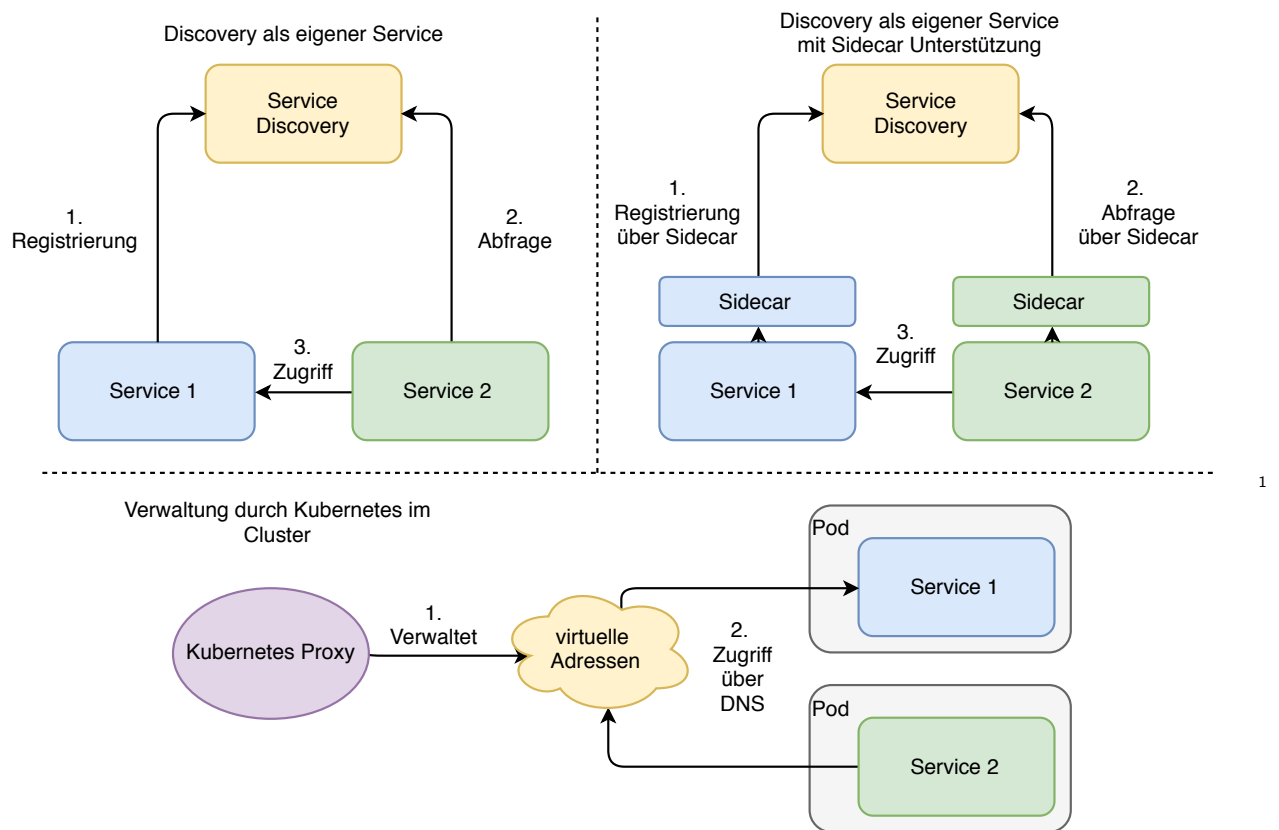 Discovery als eigener Service
Service
Discovery
1.
Registrierung
2.
Abfrage
3.
Zugriff
Service 1
Service 2
Discovery als eigener Service
mit Sidecar Unterstützung
Service
Discovery
1.
Registrierung
über Sidecar
2.
Abfrage
über Sidecar
Sidecar
Sidecar
3.
Zugriff
Service 1
Service 2
1
Verwaltung durch Kubernetes im
Cluster
Kubernetes Proxy
1.
Verwaltet
virtuelle
Adressen
2.
Zugriff
über
DNS
Pod
Service 1
Pod
Service 2